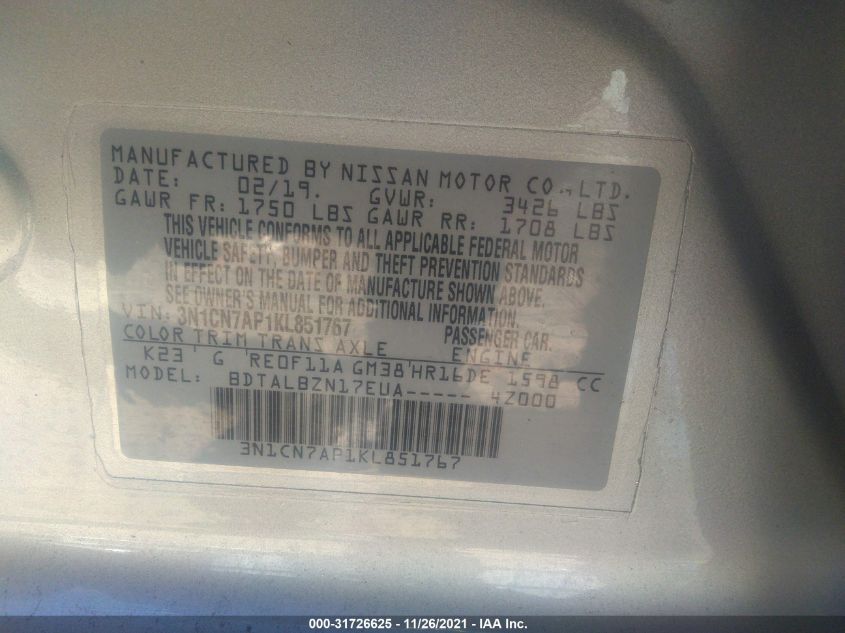 MANUFACTURED BY NISSAN MOTOR CO., LTD.
DATE: 02/19. GVWR: 3426 LBS
GAWR FR: 1750 LBS GAWR RR: 1708 LBS
THIS VEHICLE CONFORMS TO ALL APPLICABLE FEDERAL MOTOR
VEHICLE SAFETY, BUMPER AND THEFT PREVENTION STANDARDS
IN EFFECT ON THE DATE OF MANUFACTURE SHOWN ABOVE.
SEE OWNER'S MANUAL FOR ADDITIONAL INFORMATION.
VIN: 3N1CN7AP1KL851767 PASSENGER CAR.
COLOR TRIM TRANS AXLE ENGINE
K23 G RE0F11A GM38 HR16DE 1598 CC
MODEL: BDTALBZN17EUA----- 4Z000
3N1CN7AP1KL851767
000-31726625 - 11/26/2021 - IAA Inc.